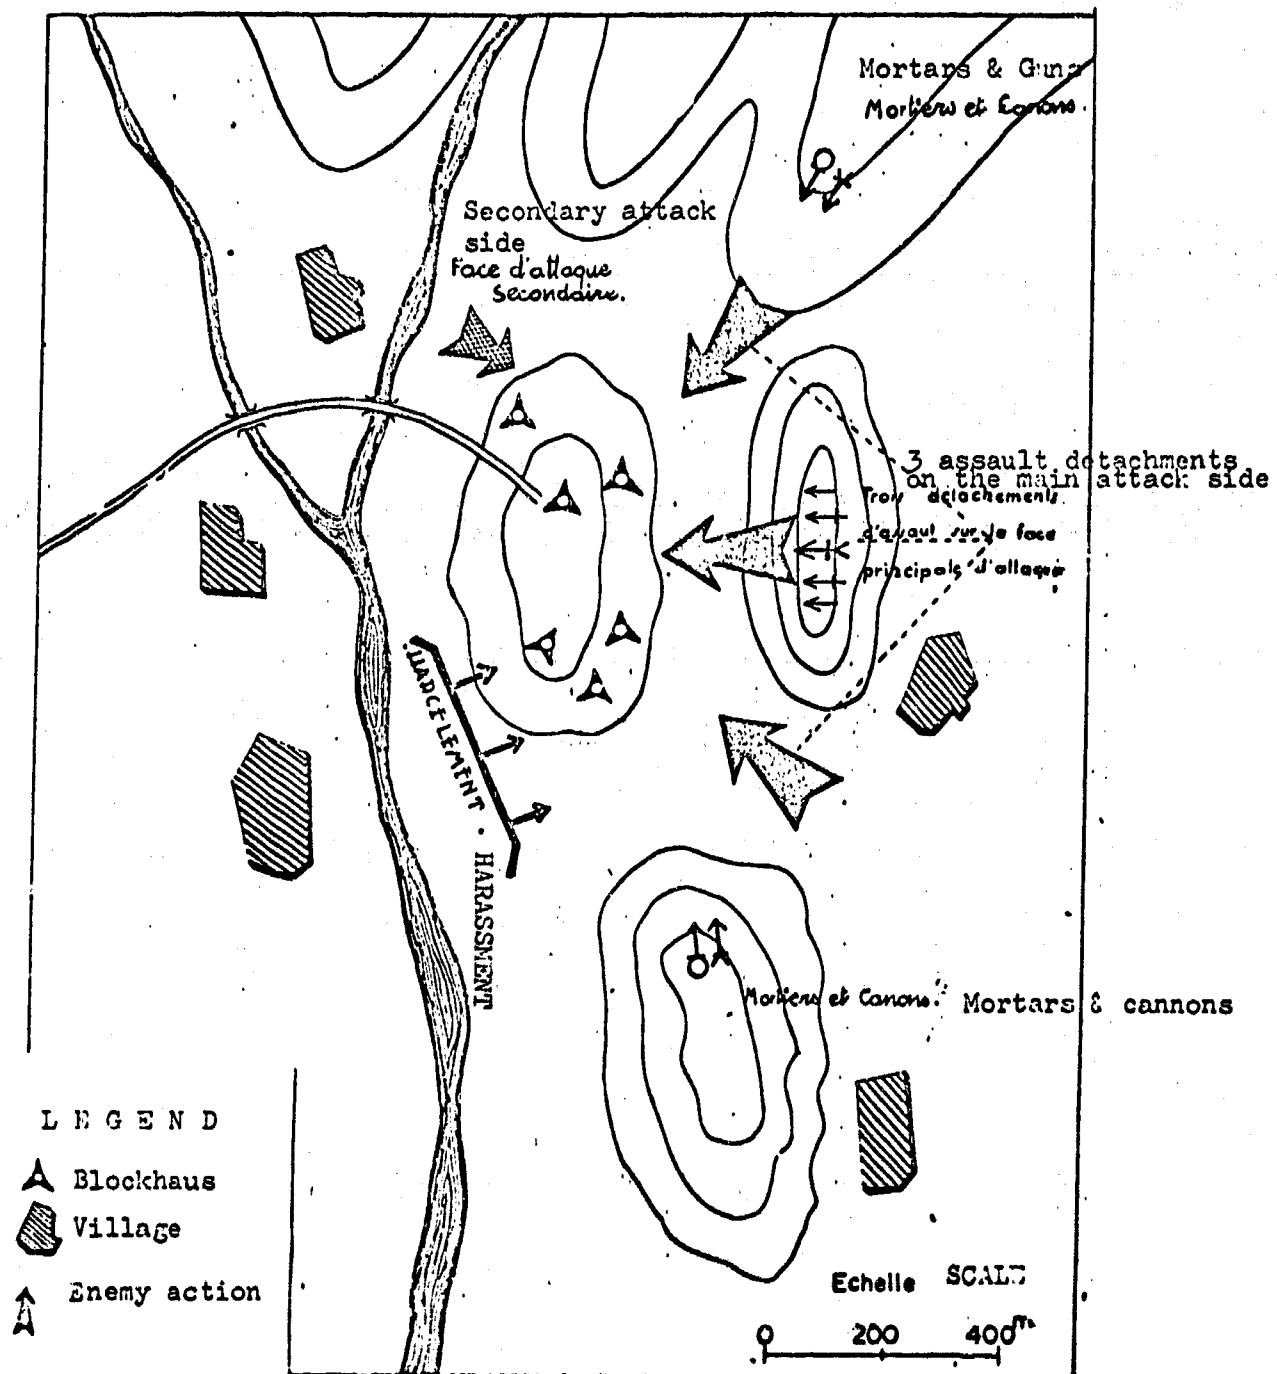 Mortars & Guns
Mortiers et Canons.
Secondary attack
side
Face d'attaque
Secondaire.
3 assault detachments
on the main attack side
Trois détachements
d'assaut sur la face
principale d'attaque
HARCELEMENT . HARASSMENT
Mortiers et Canons. Mortars & cannons
LEGEND
Blockhaus
Village
Enemy action
Echelle SCALE
0 200 400m.